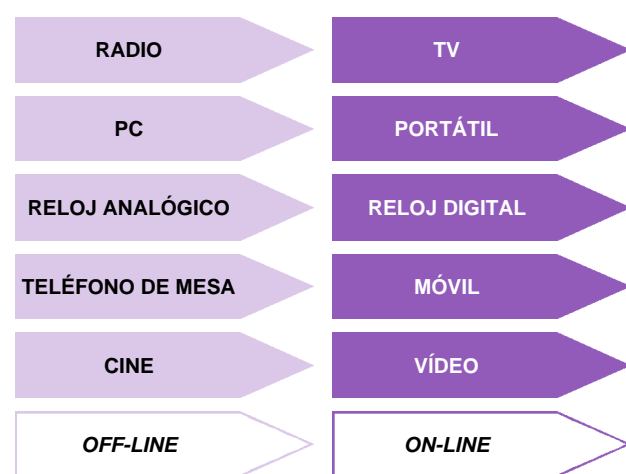 RADIO
TV
PC
PORTÁTIL
RELOJ ANALÓGICO
RELOJ DIGITAL
TELÉFONO DE MESA
MÓVIL
CINE
VÍDEO
OFF-LINE
ON-LINE